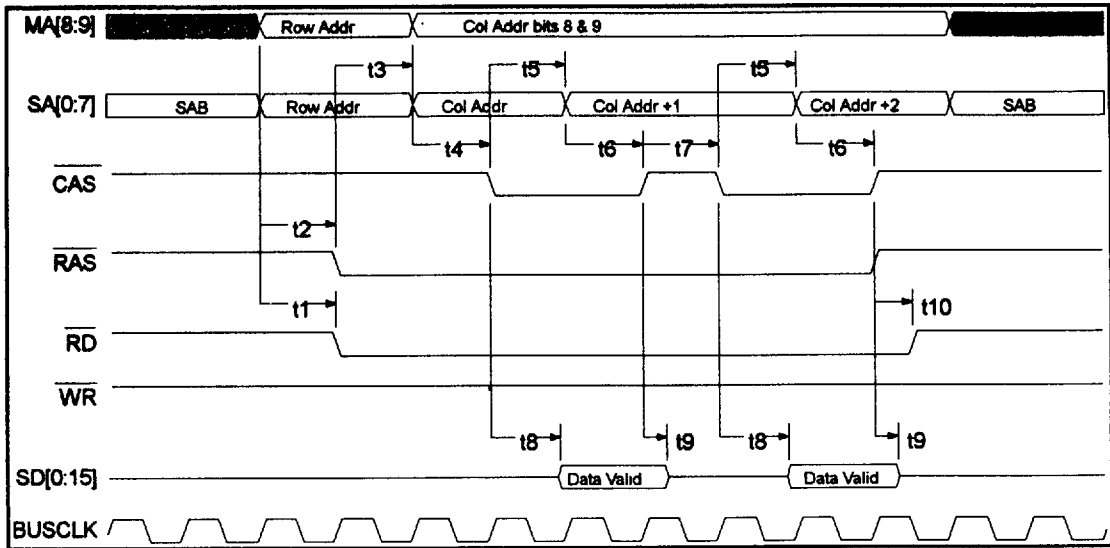 MA[8:9] Row Addr Col Addr bits 8 & 9
t3 t5 t5
SA[0:7] SAB Row Addr Col Addr Col Addr +1 Col Addr +2 SAB
t4 t6 t7 t6
CAS
t2
RAS
t1 t10
RD
WR
t8 t9 t8 t9
SD[0:15] Data Valid Data Valid
BUSCLK